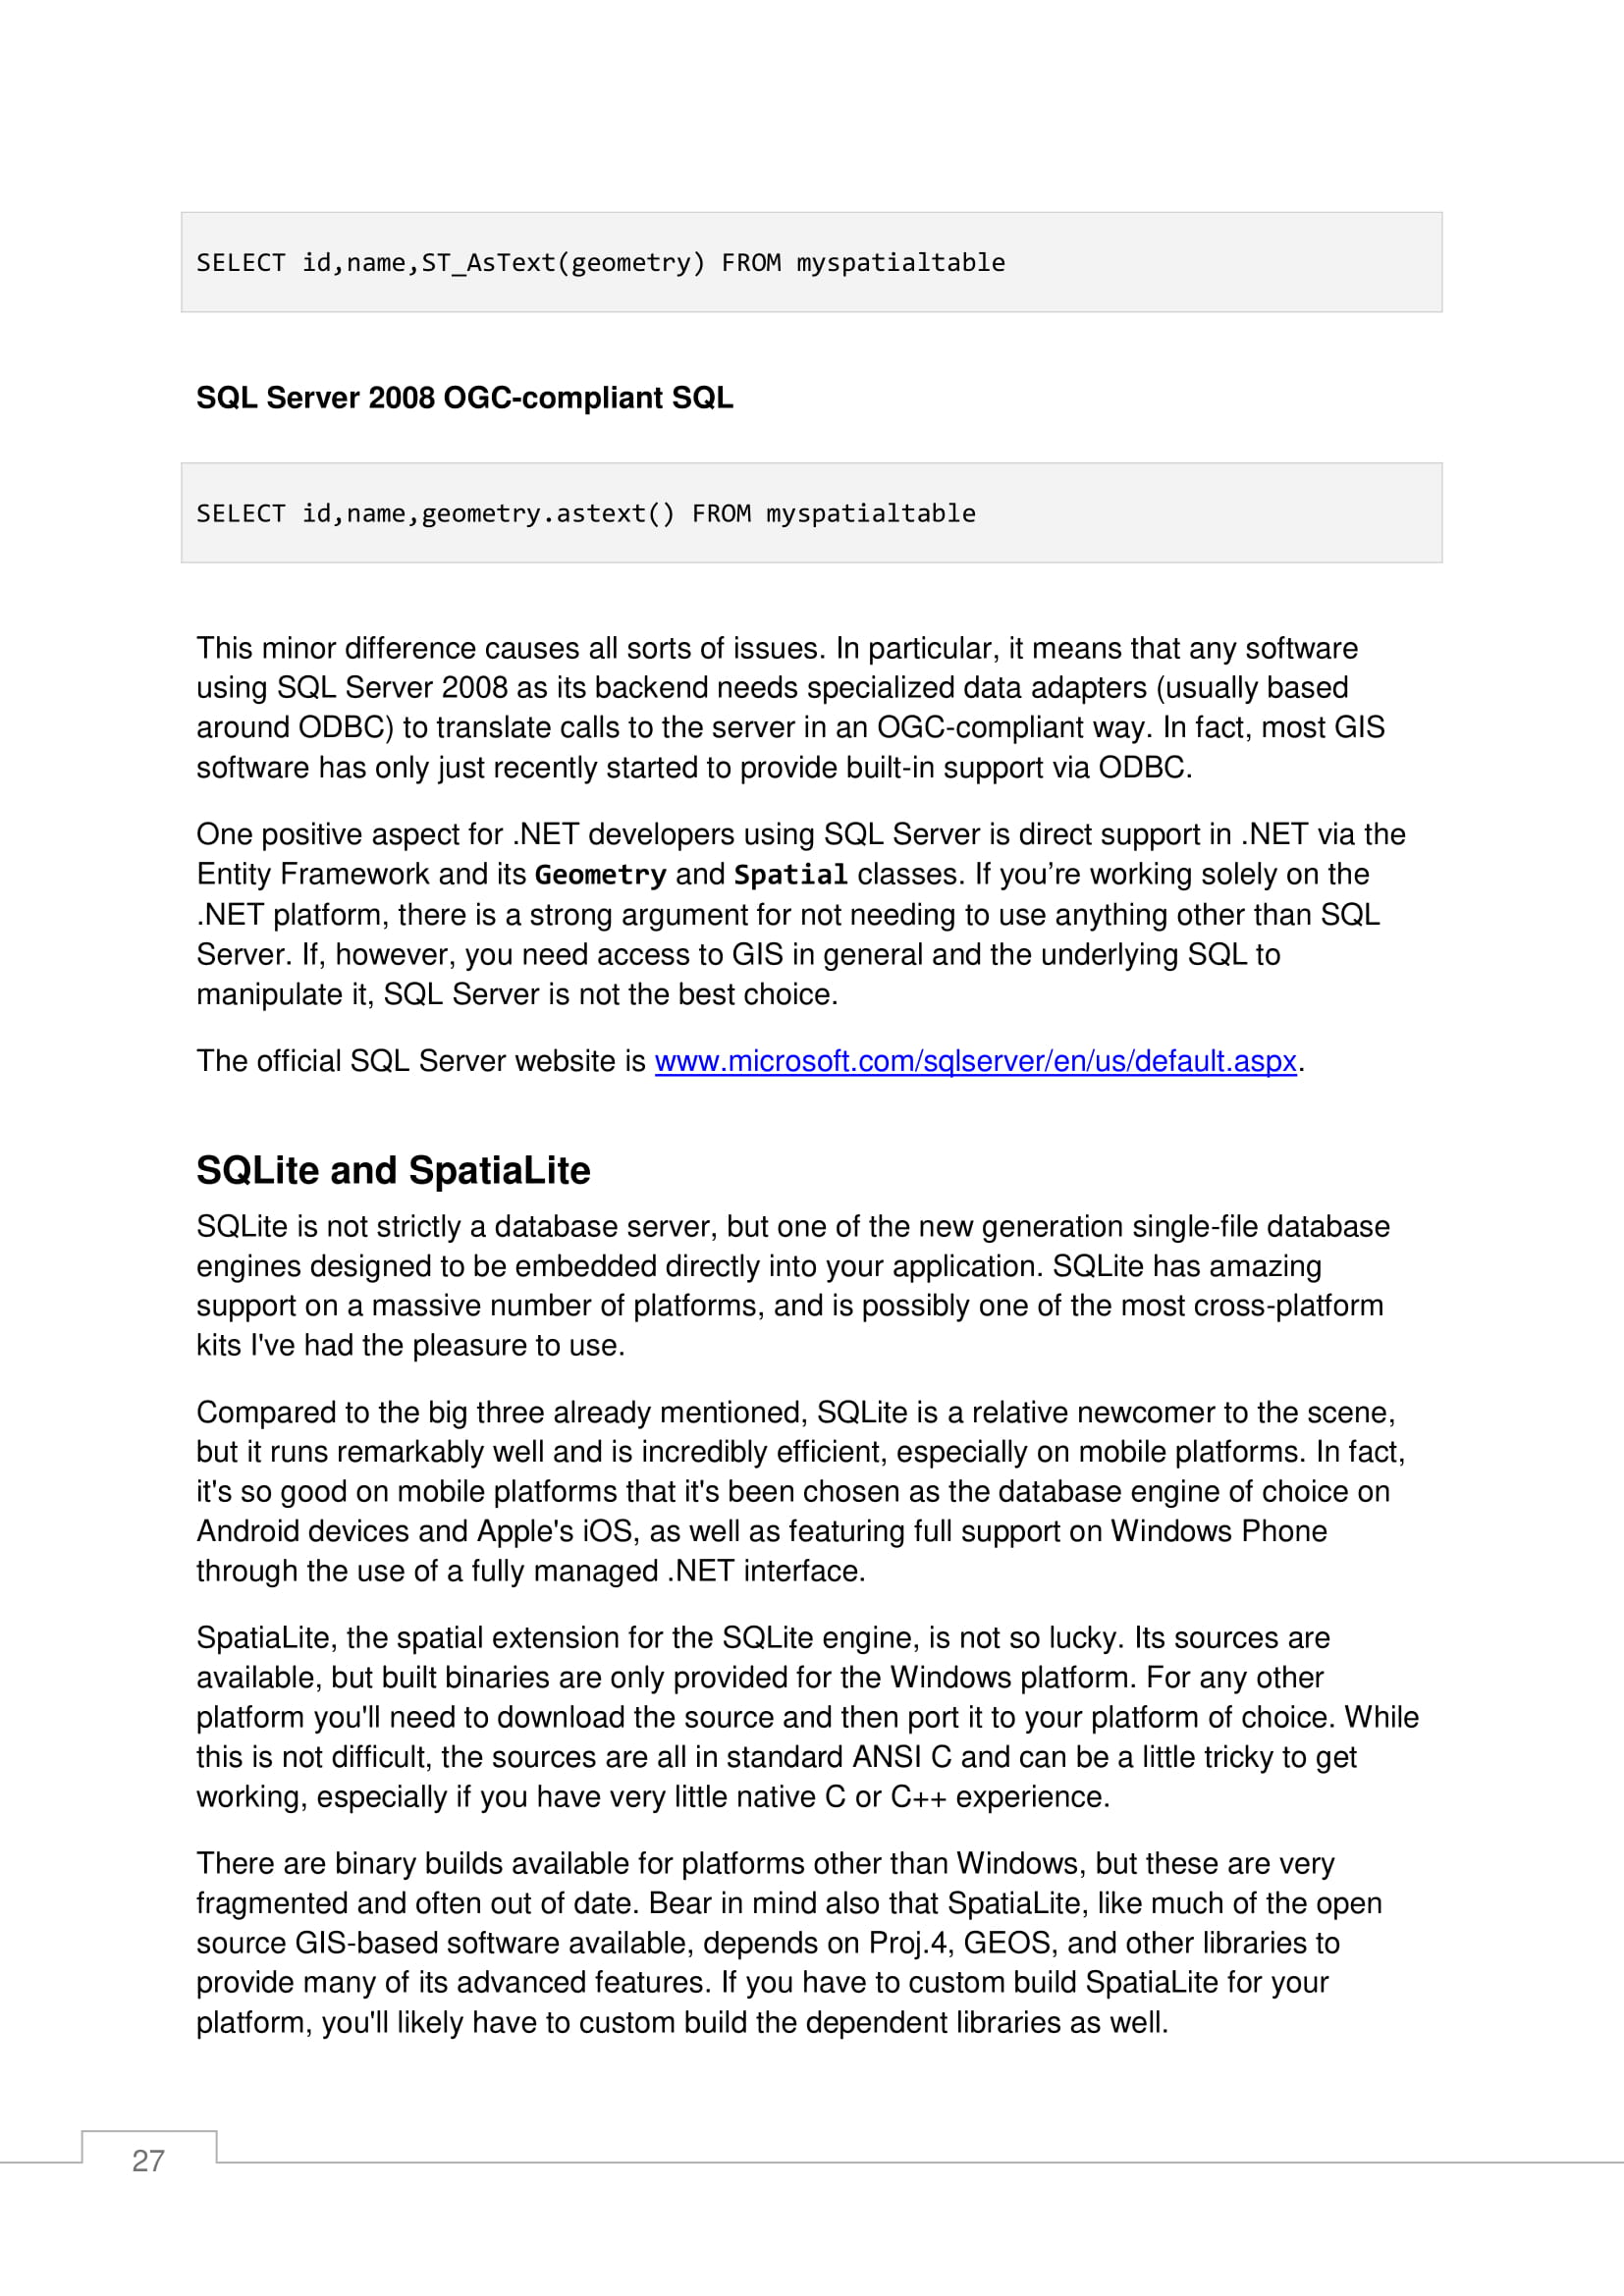 SELECT id,name,ST_AsText(geometry) FROM myspatialtable
SQL Server 2008 OGC-compliant SQL
SELECT id,name,geometry.astext() FROM myspatialtable
This minor difference causes all sorts of issues. In particular, it means that any software
using SQL Server 2008 as its backend needs specialized data adapters (usually based
around ODBC) to translate calls to the server in an OGC-compliant way. In fact, most GIS
software has only just recently started to provide built-in support via ODBC.
One positive aspect for .NET developers using SQL Server is direct support in .NET via the
Entity Framework and its Geometry and Spatial classes. If you’re working solely on the
.NET platform, there is a strong argument for not needing to use anything other than SQL
Server. If, however, you need access to GIS in general and the underlying SQL to
manipulate it, SQL Server is not the best choice.
The official SQL Server website is www.microsoft.com/sqlserver/en/us/default.aspx.
SQLite and SpatiaLite
SQLite is not strictly a database server, but one of the new generation single-file database
engines designed to be embedded directly into your application. SQLite has amazing
support on a massive number of platforms, and is possibly one of the most cross-platform
kits I've had the pleasure to use.
Compared to the big three already mentioned, SQLite is a relative newcomer to the scene,
but it runs remarkably well and is incredibly efficient, especially on mobile platforms. In fact,
it's so good on mobile platforms that it's been chosen as the database engine of choice on
Android devices and Apple's iOS, as well as featuring full support on Windows Phone
through the use of a fully managed .NET interface.
SpatiaLite, the spatial extension for the SQLite engine, is not so lucky. Its sources are
available, but built binaries are only provided for the Windows platform. For any other
platform you'll need to download the source and then port it to your platform of choice. While
this is not difficult, the sources are all in standard ANSI C and can be a little tricky to get
working, especially if you have very little native C or C++ experience.
There are binary builds available for platforms other than Windows, but these are very
fragmented and often out of date. Bear in mind also that SpatiaLite, like much of the open
source GIS-based software available, depends on Proj.4, GEOS, and other libraries to
provide many of its advanced features. If you have to custom build SpatiaLite for your
platform, you'll likely have to custom build the dependent libraries as well.
27